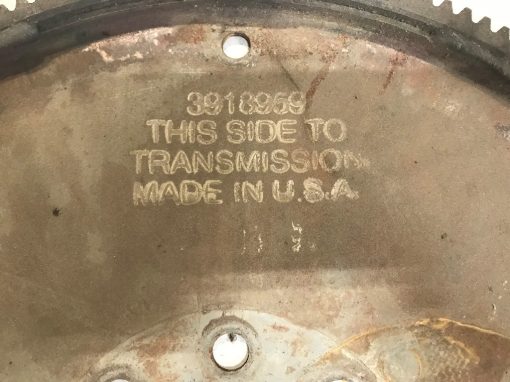 3918959
THIS SIDE TO
TRANSMISSION
MADE IN U.S.A.